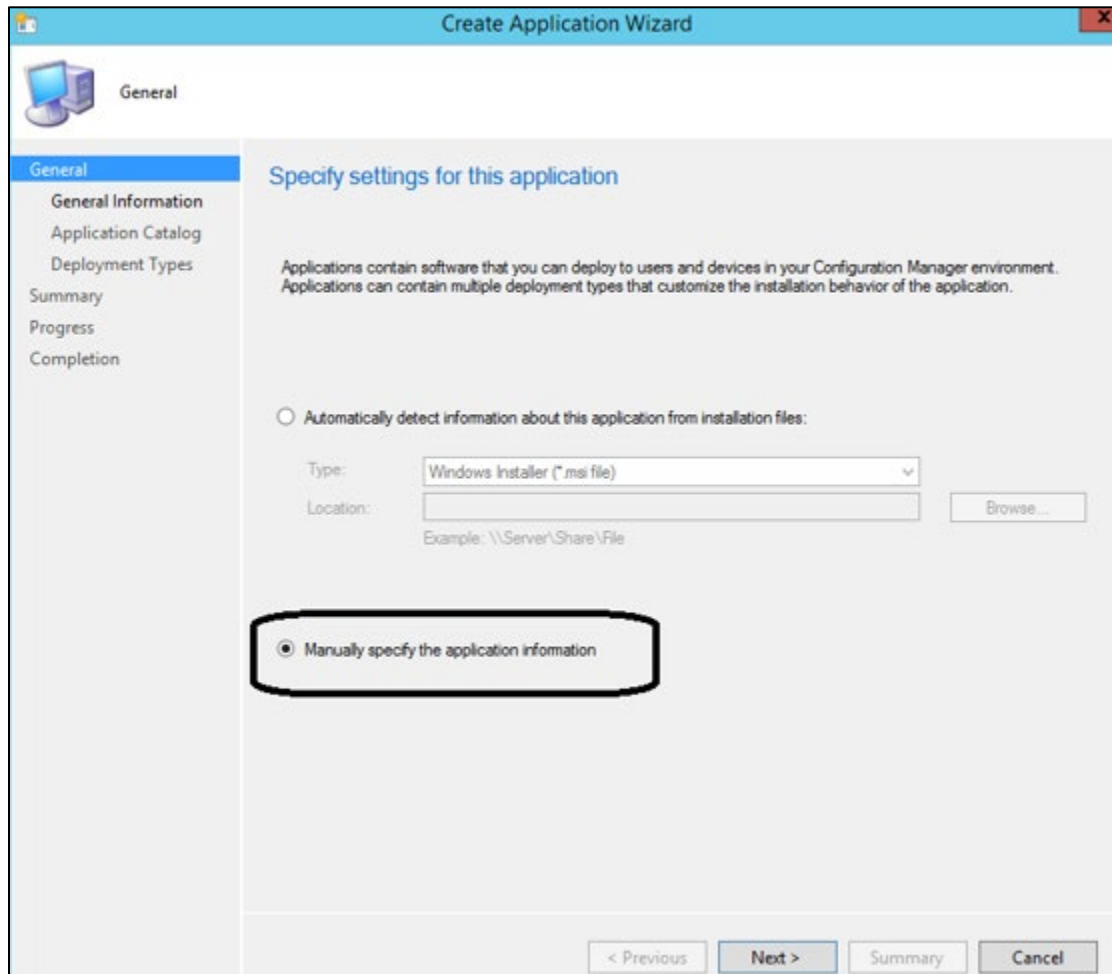 Create Application Wizard
X
General
General
General Information
Application Catalog
Deployment Types
Summary
Progress
Completion
Specify settings for this application
Applications contain software that you can deploy to users and devices in your Configuration Manager environment.
Applications can contain multiple deployment types that customize the installation behavior of the application.
Automatically detect information about this application from installation files:
Type:
Windows Installer (*.msi file)
Location:
Browse...
Example: \\Server\Share\File
Manually specify the application information
< Previous
Next >
Summary
Cancel